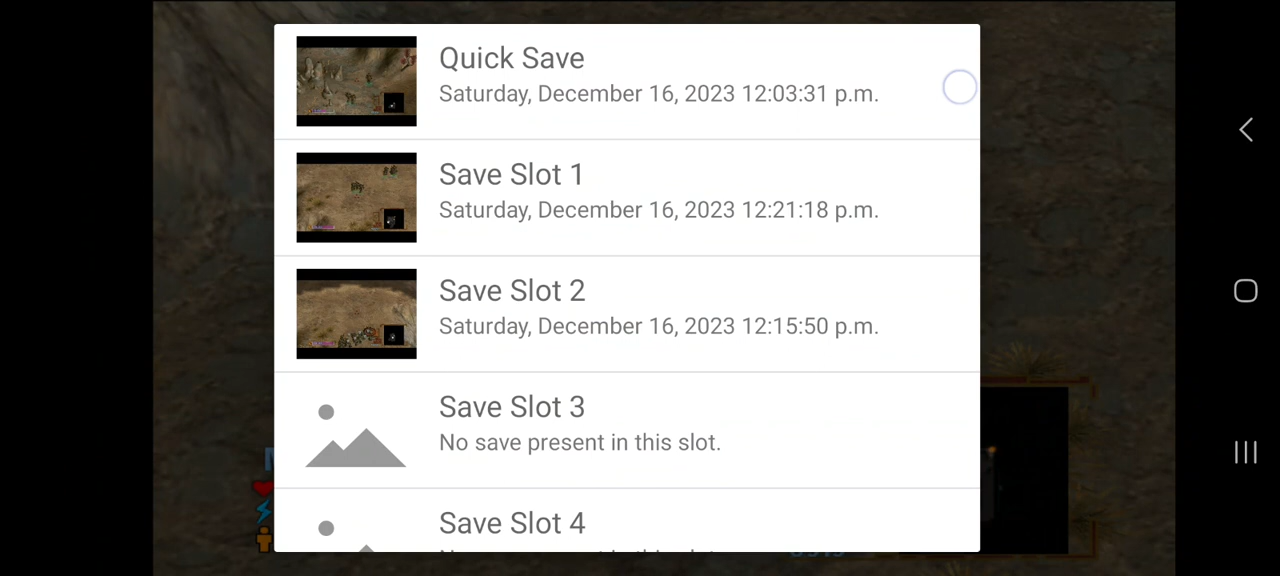 Quick Save
Saturday, December 16, 2023 12:03:31 p.m.
Save Slot 1
Saturday, December 16, 2023 12:21:18 p.m.
Save Slot 2
Saturday, December 16, 2023 12:15:50 p.m.
Save Slot 3
No save present in this slot.
Save Slot 4